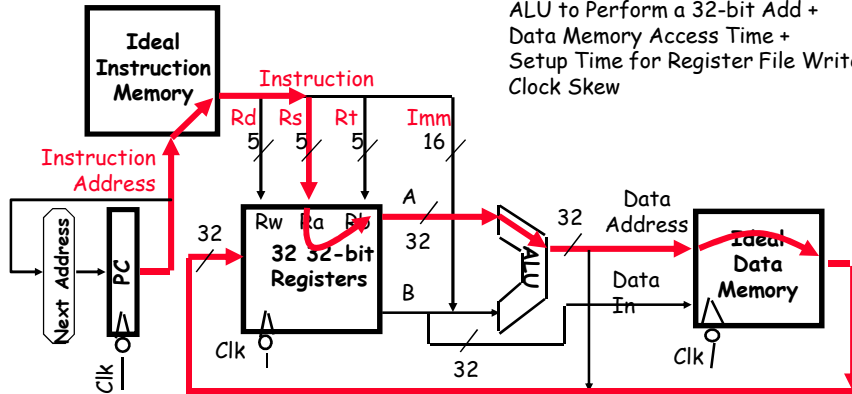 ALU to Perform a 32-bit Add +
Data Memory Access Time +
Setup Time for Register File Write
Clock Skew
Ideal
Instruction
Memory
Instruction
Rd
Rs
Rt
Imm
5
5
5
16
Instruction
Address
32
Rw
Ra
Rb
32 32-bit
Registers
A
32
B
32
ALU
32
Data
Address
Data
In
Ideal
Data
Memory
Next Address
PC
Clk
Clk
Clk